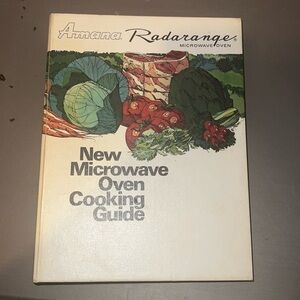 Amana Radarange
MICROWAVE OVEN
New
Microwave
Oven
Cooking
Guide